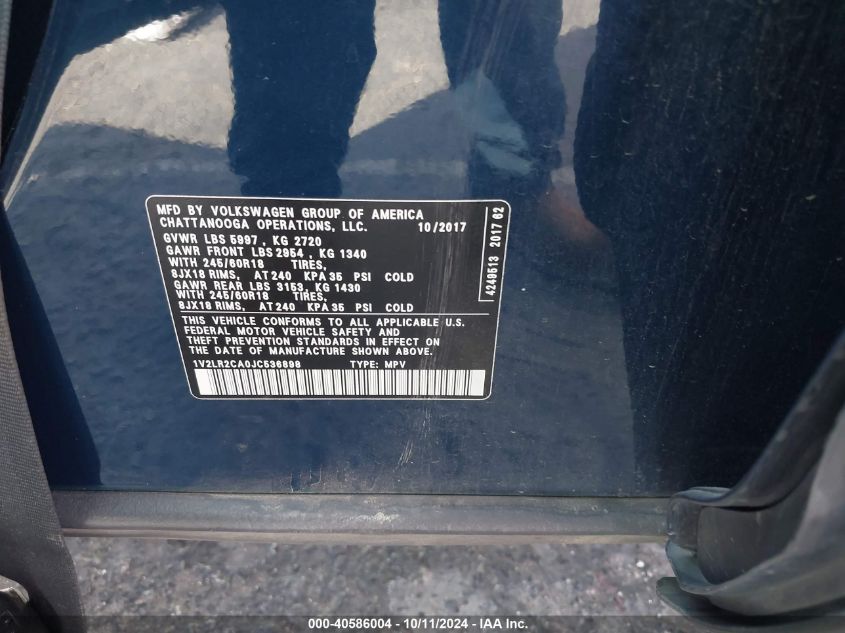 MFD BY VOLKSWAGEN GROUP OF AMERICA
CHATTANOOGA OPERATIONS, LLC. 10/2017
GVWR LBS 5997 , KG 2720
GAWR FRONT LBS 2954 , KG 1340
WITH 245/60R18 TIRES,
8JX18 RIMS, AT 240 KPA 35 PSI COLD
GAWR REAR LBS 3153, KG 1430
WITH 245/60R18 TIRES,
8JX18 RIMS, AT 240 KPA 35 PSI COLD
THIS VEHICLE CONFORMS TO ALL APPLICABLE U.S.
FEDERAL MOTOR VEHICLE SAFETY AND
THEFT PREVENTION STANDARDS IN EFFECT ON
THE DATE OF MANUFACTURE SHOWN ABOVE.
1V2LR2CA0JC536898 TYPE: MPV
4249513 2017 62
000-40586004 - 10/11/2024 - IAA Inc.